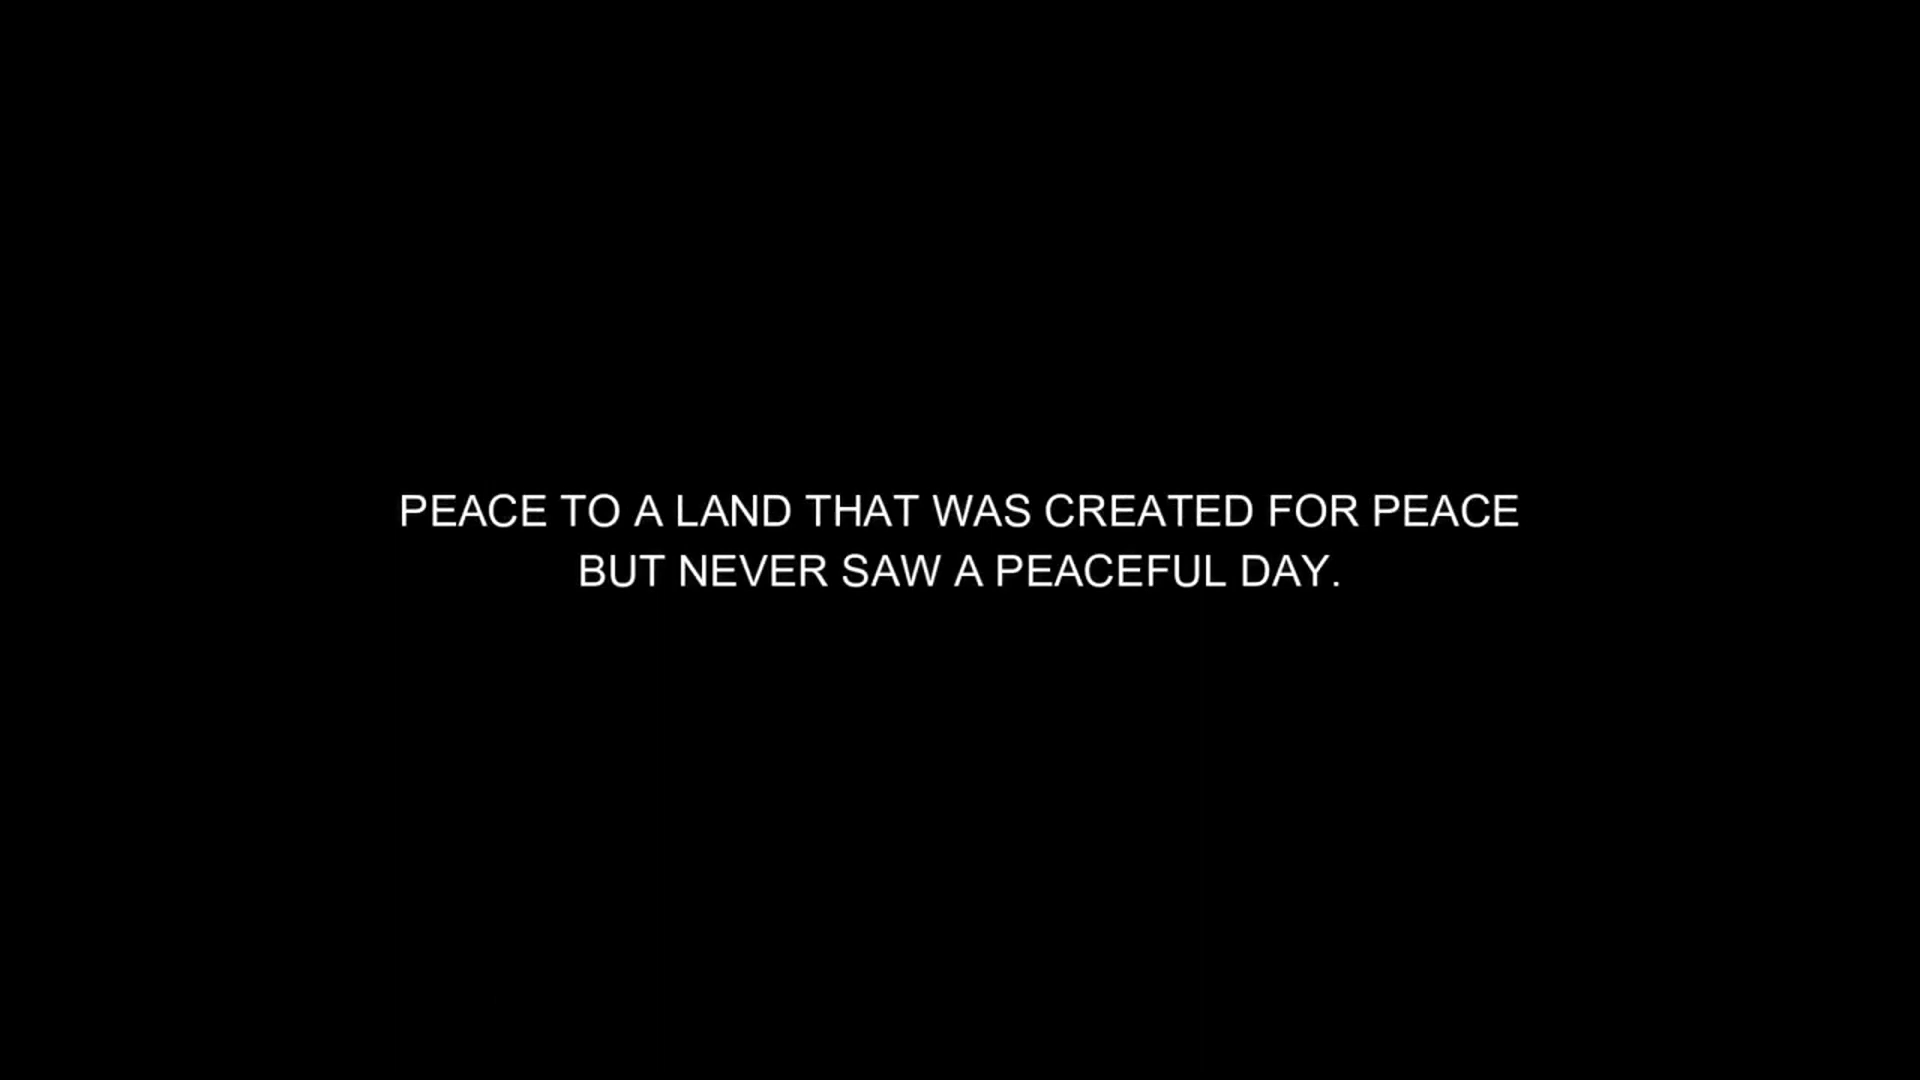 PEACE TO A LAND THAT WAS CREATED FOR PEACE
BUT NEVER SAW A PEACEFUL DAY.